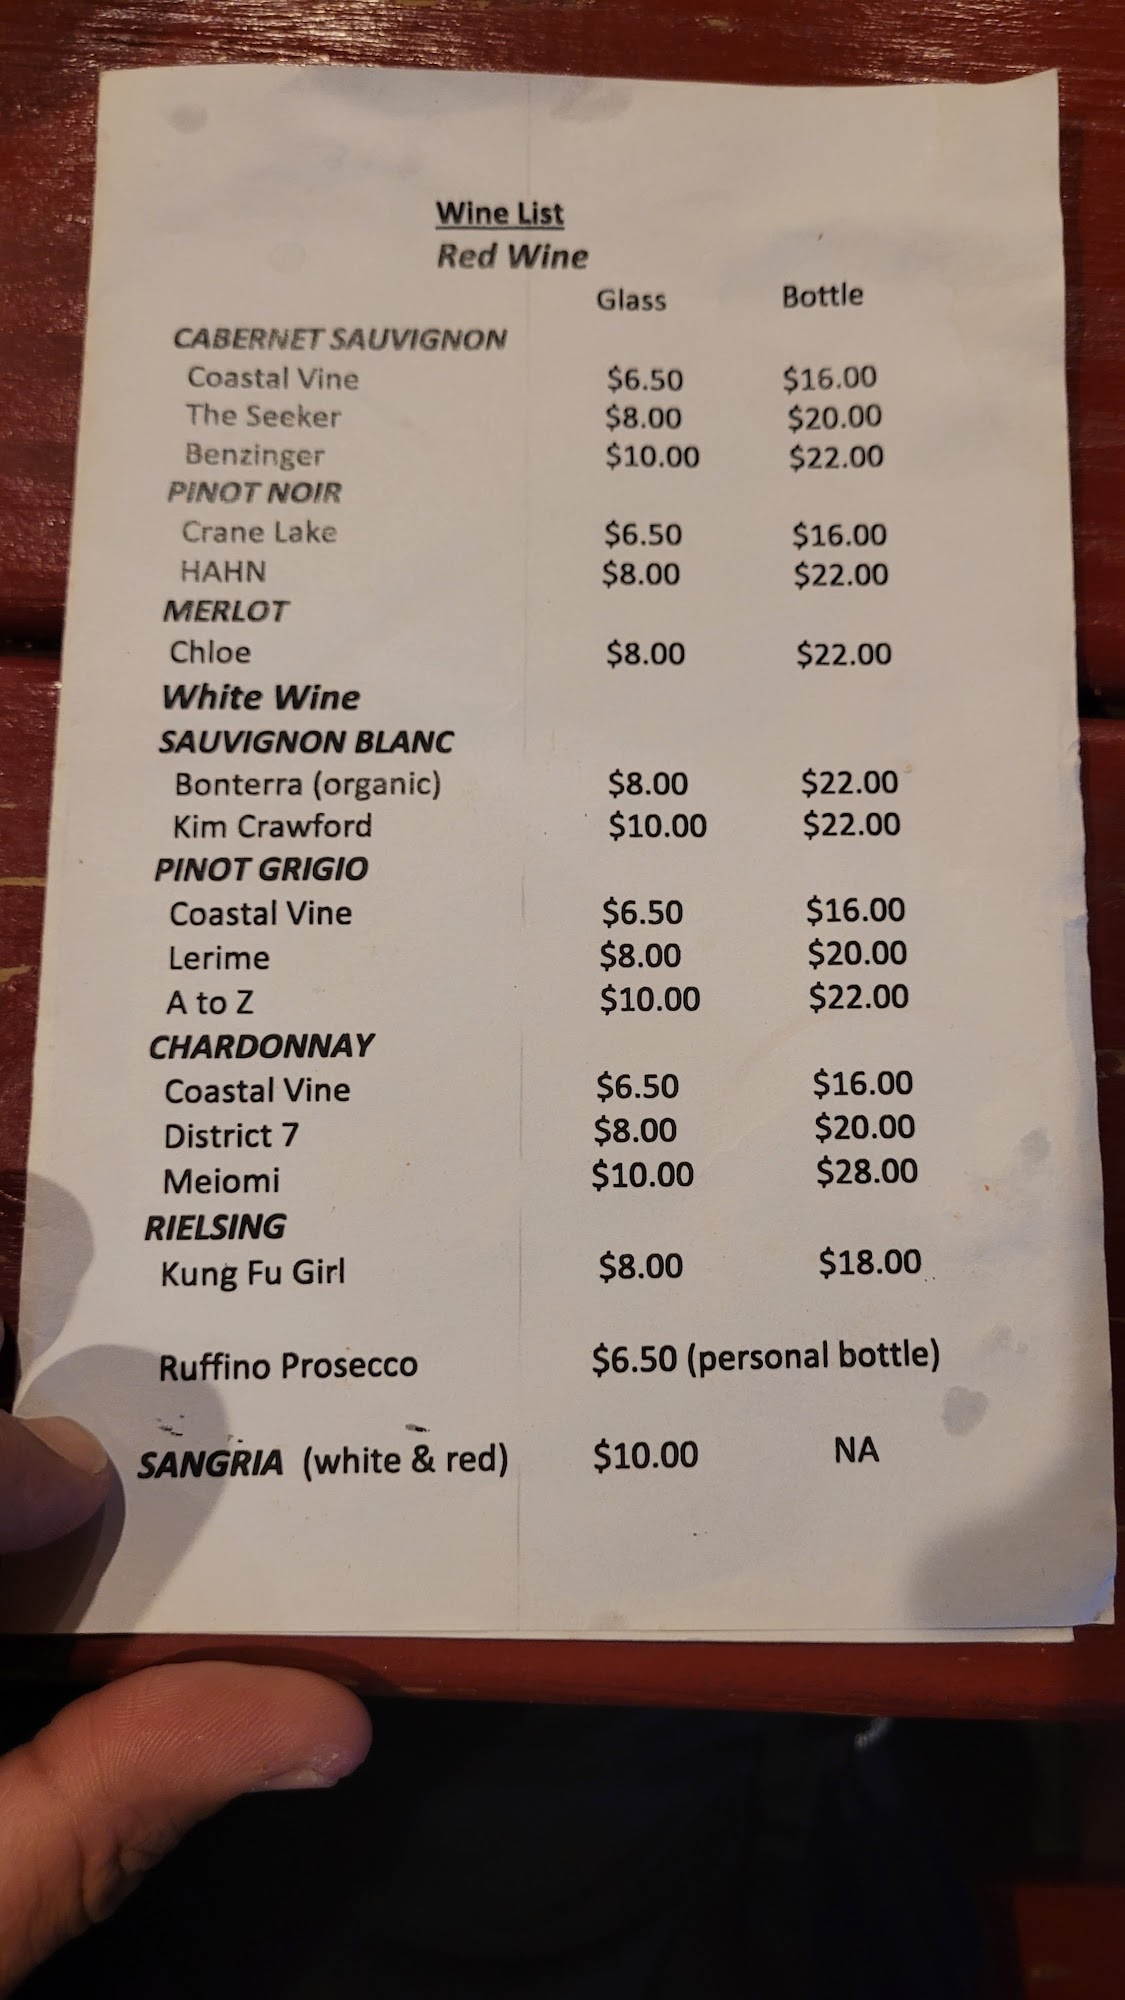 Wine List
Red Wine
Glass Bottle
CABERNET SAUVIGNON
Coastal Vine $6.50 $16.00
The Seeker $8.00 $20.00
Benzinger $10.00 $22.00
PINOT NOIR
Crane Lake $6.50 $16.00
HAHN $8.00 $22.00
MERLOT
Chloe $8.00 $22.00
White Wine
SAUVIGNON BLANC
Bonterra (organic) $8.00 $22.00
Kim Crawford $10.00 $22.00
PINOT GRIGIO
Coastal Vine $6.50 $16.00
Lerime $8.00 $20.00
A to Z $10.00 $22.00
CHARDONNAY
Coastal Vine $6.50 $16.00
District 7 $8.00 $20.00
Meiomi $10.00 $28.00
RIELSING
Kung Fu Girl $8.00 $18.00
Ruffino Prosecco $6.50 (personal bottle)
SANGRIA (white & red) $10.00 NA